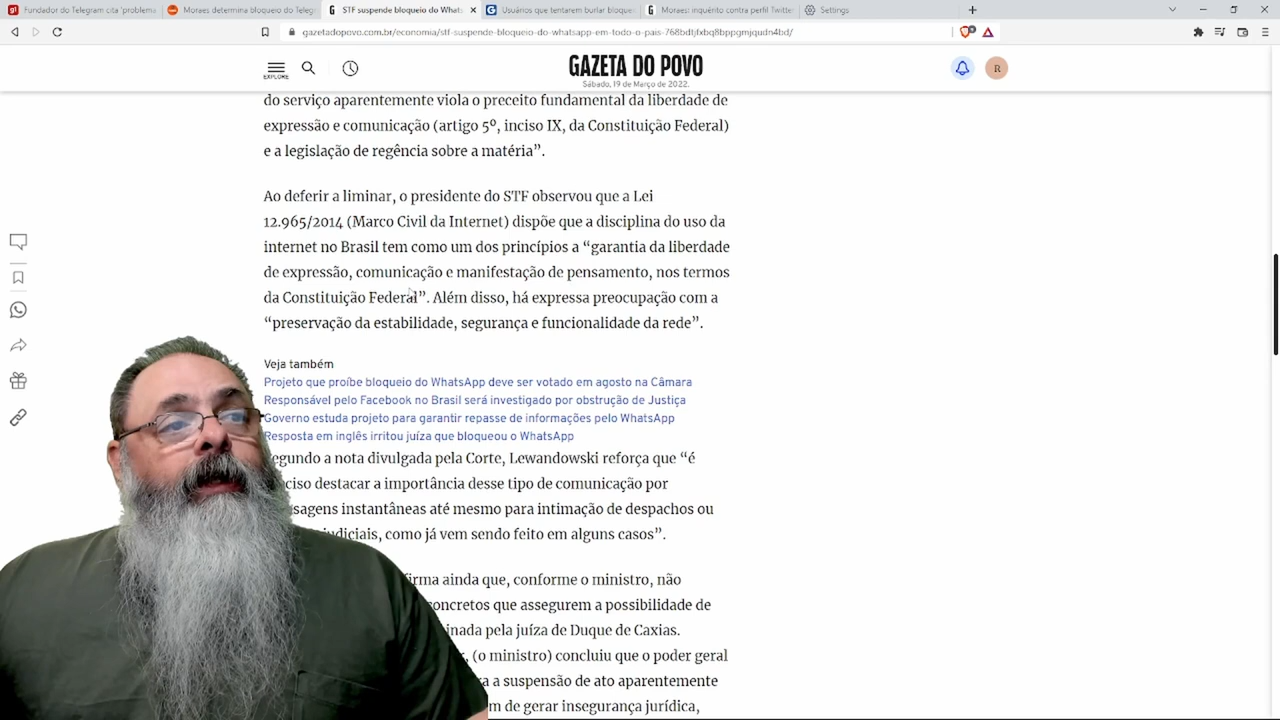 Fundador do Telegram cita 'problema
Moraes determina bloqueio do Teleg
STF suspende bloqueio do Whats
Usuários que tentarem burlar bloquei
Moraes: inquérito contra perfil Twitter
Settings
gazetadopovo.com.br/economia/stf-suspende-bloqueio-do-whatsapp-em-todo-o-pais-768bdtjfxbq8bppgmjqudn4bd/
EXPLORE
GAZETA DO POVO
Sábado, 19 de Março de 2022.
R
do serviço aparentemente viola o preceito fundamental da liberdade de
expressão e comunicação (artigo 5º, inciso IX, da Constituição Federal)
e a legislação de regência sobre a matéria”.
Ao deferir a liminar, o presidente do STF observou que a Lei
12.965/2014 (Marco Civil da Internet) dispõe que a disciplina do uso da
internet no Brasil tem como um dos princípios a “garantia da liberdade
de expressão, comunicação e manifestação de pensamento, nos termos
da Constituição Federal”. Além disso, há expressa preocupação com a
“preservação da estabilidade, segurança e funcionalidade da rede”.
Veja também
Projeto que proíbe bloqueio do WhatsApp deve ser votado em agosto na Câmara
Responsável pelo Facebook no Brasil será investigado por obstrução de Justiça
Governo estuda projeto para garantir repasse de informações pelo WhatsApp
Resposta em inglês irritou juíza que bloqueou o WhatsApp
egundo a nota divulgada pela Corte, Lewandowski reforça que “é
ciso destacar a importância desse tipo de comunicação por
sagens instantâneas até mesmo para intimação de despachos ou
judiciais, como já vem sendo feito em alguns casos”.
firma ainda que, conforme o ministro, não
concretos que assegurem a possibilidade de
inada pela juíza de Duque de Caxias.
(o ministro) concluiu que o poder geral
a a suspensão de ato aparentemente
m de gerar insegurança jurídica,